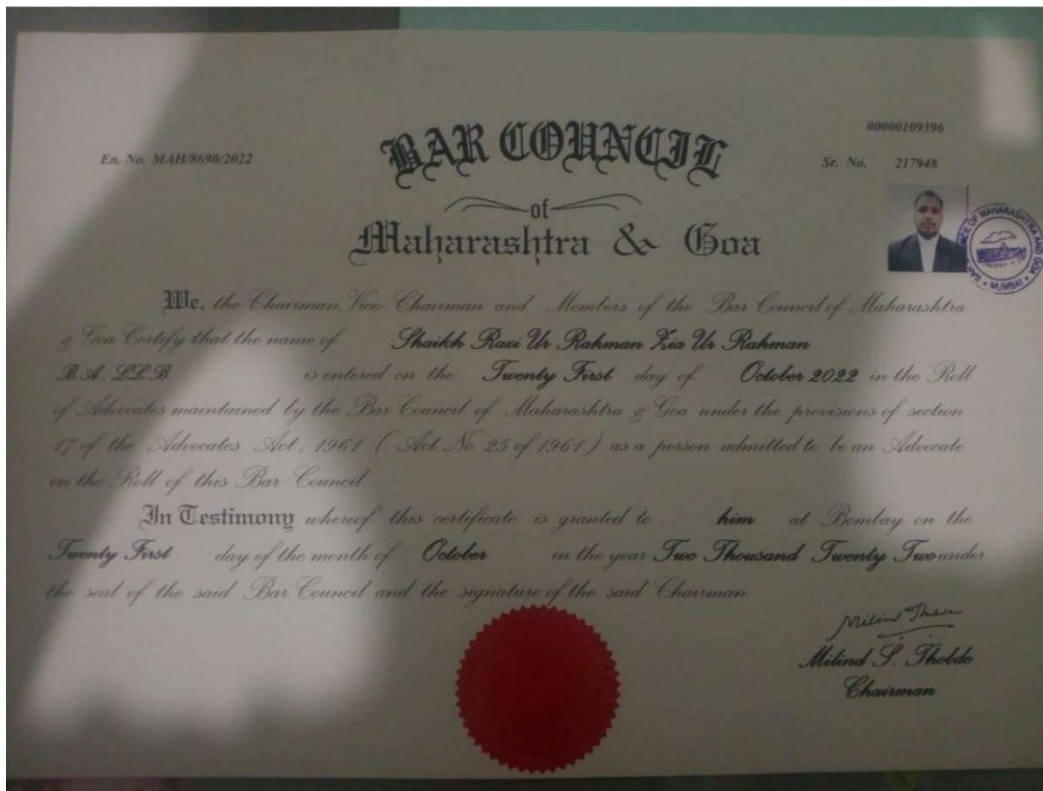 00000109396
En. No. MAH/8690/2022
BAR COUNCIL
Sr. No. 217948
of
Maharashtra & Goa
We, the Chairman, Vice-Chairman and Members of the Bar Council of Maharashtra
& Goa Certify that the name of Shaikh Razi Ur Rahman Zia Ur Rahman
B.A. LL.B. is entered on the Twenty First day of October 2022 in the Roll
of Advocates maintained by the Bar Council of Maharashtra & Goa under the provisions of section
17 of the Advocates Act, 1961 ( Act No. 25 of 1961 ) as a person admitted to be an Advocate
on the Roll of this Bar Council.
In Testimony whereof this certificate is granted to him at Bombay on the
Twenty First day of the month of October in the year Two Thousand Twenty Two under
the seal of the said Bar Council and the signature of the said Chairman.
Milind S. Thobde
Chairman
MAHARASHTRA AND GOA
MUMBAI